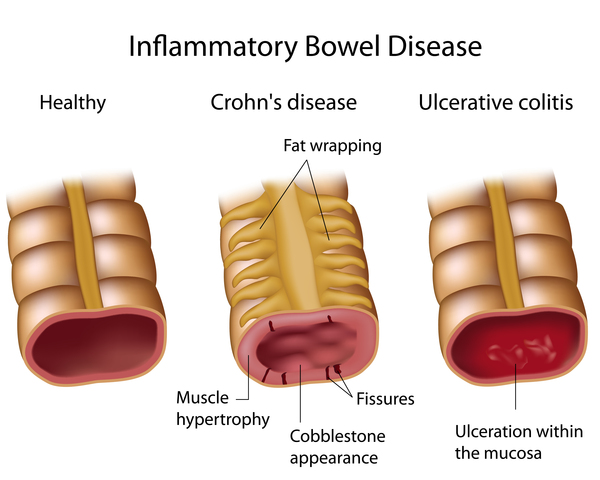 Inflammatory Bowel Disease
Healthy
Crohn's disease
Ulcerative colitis
Fat wrapping
Muscle
hypertrophy
Fissures
Cobblestone
appearance
Ulceration within
the mucosa